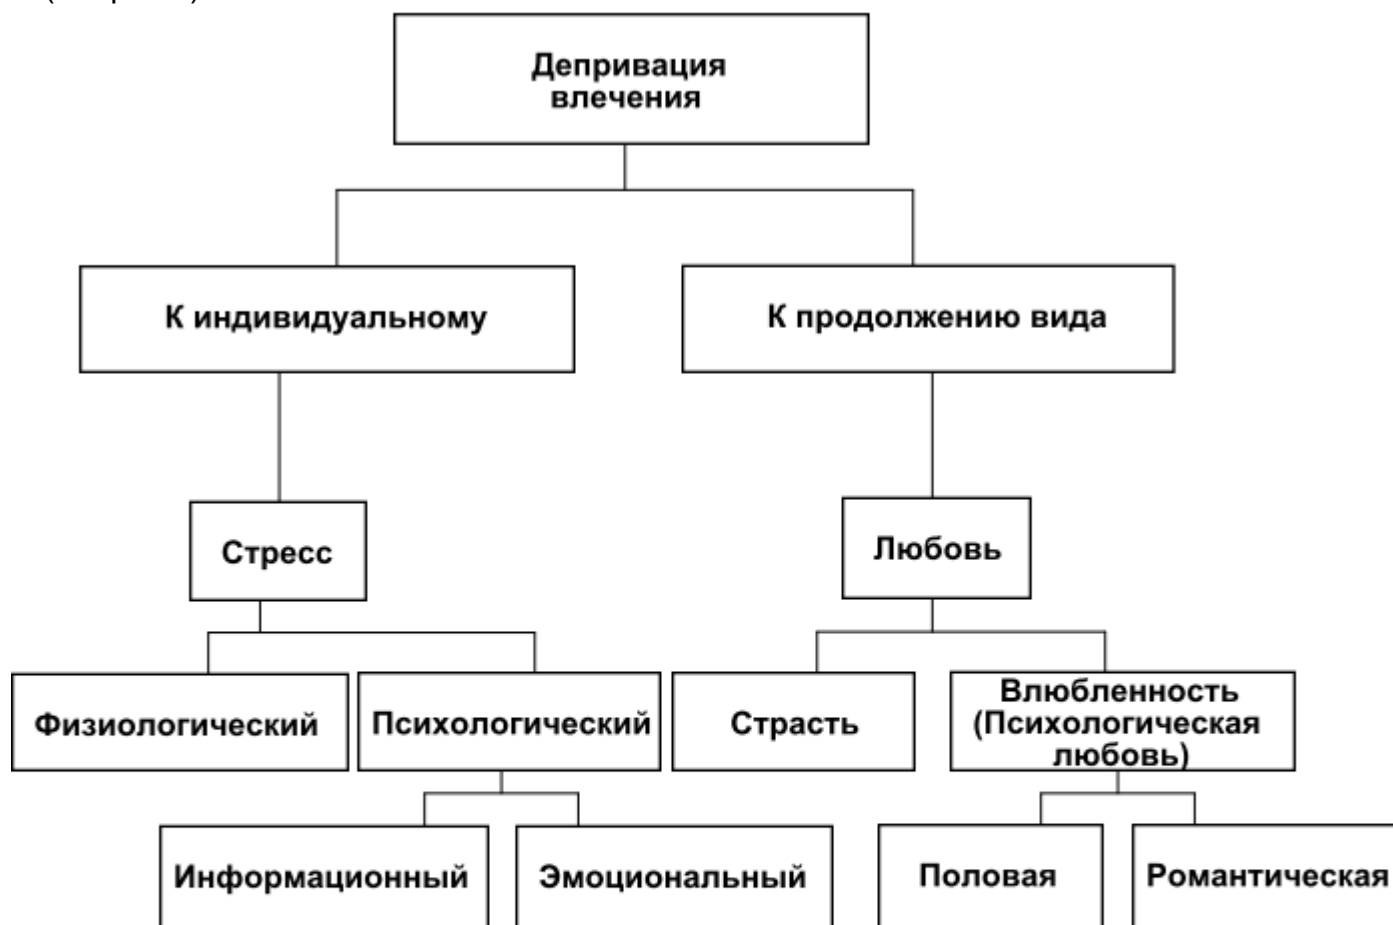 Депривация
влечения
К индивидуальному
К продолжению вида
Стресс
Любовь
Физиологический
Психологический
Страсть
Влюбленность
(Психологическая
любовь)
Информационный
Эмоциональный
Половая
Романтическая